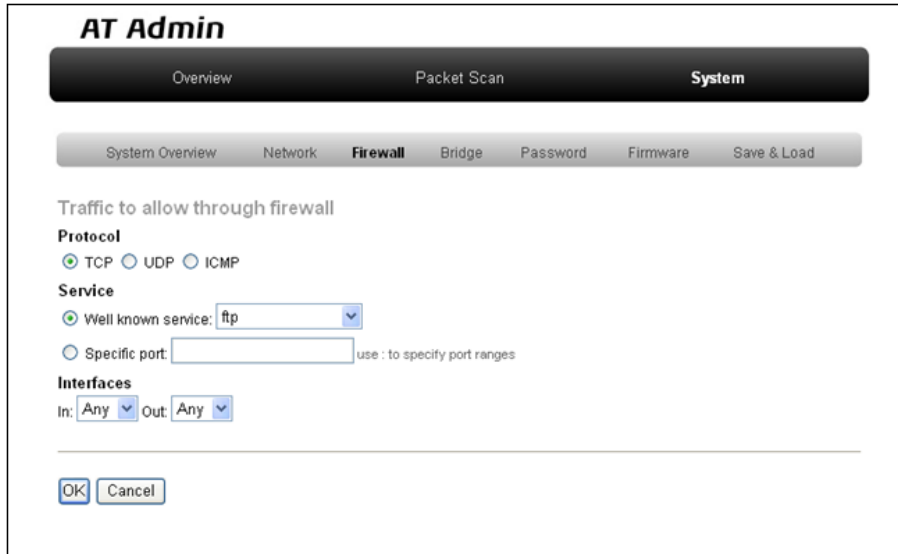 AT Admin
Overview Packet Scan System
System Overview Network Firewall Bridge Password Firmware Save & Load
Traffic to allow through firewall
Protocol
TCP UDP ICMP
Service
Well known service: ftp
Specific port: use : to specify port ranges
Interfaces
In: Any Out: Any
OK Cancel